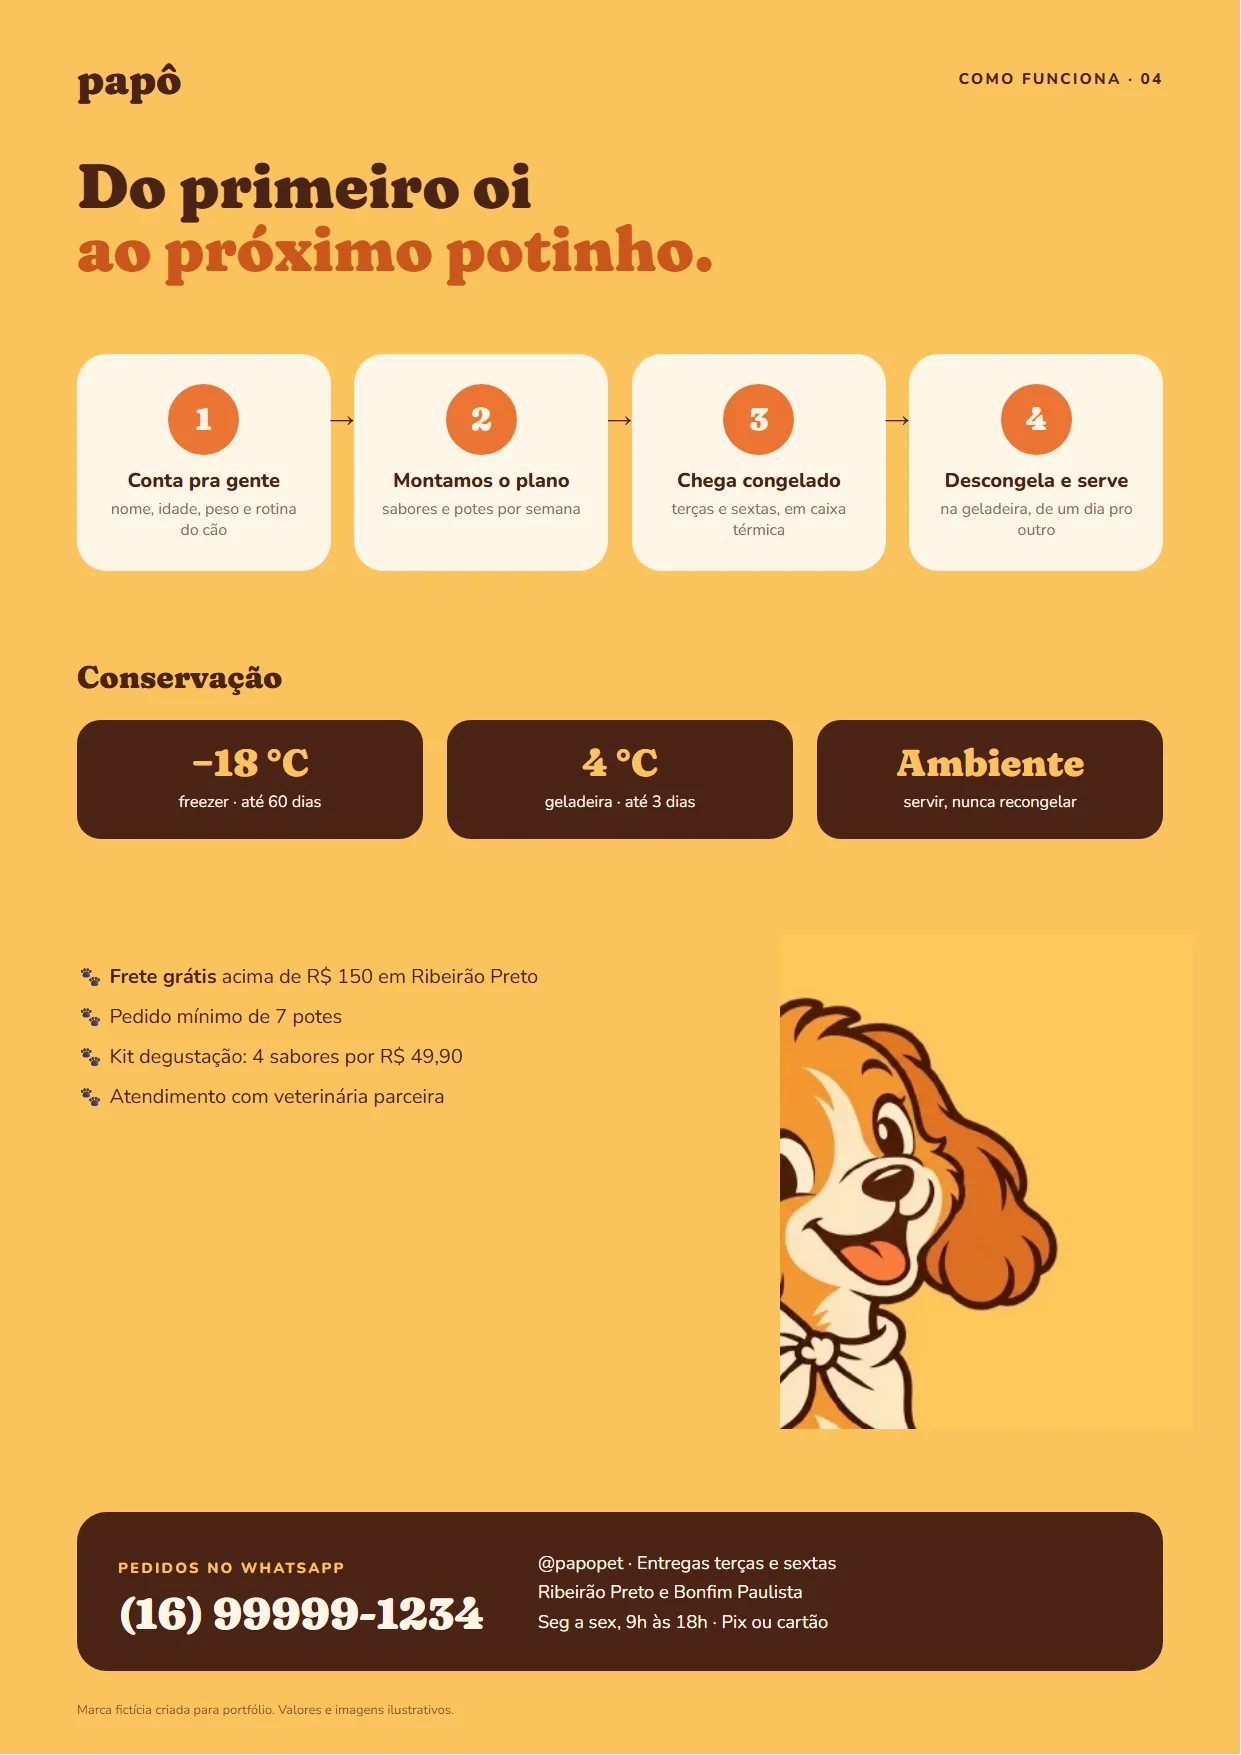 papô
COMO FUNCIONA · 04
Do primeiro oi
ao próximo potinho.
1
→
2
→
3
→
4
Conta pra gente
nome, idade, peso e rotina
do cão
Montamos o plano
sabores e potes por semana
Chega congelado
terças e sextas, em caixa
térmica
Descongela e serve
na geladeira, de um dia pro
outro
Conservação
–18 °C
freezer · até 60 dias
4 °C
geladeira · até 3 dias
Ambiente
servir, nunca recongelar
🐾 Frete grátis acima de R$ 150 em Ribeirão Preto
🐾 Pedido mínimo de 7 potes
🐾 Kit degustação: 4 sabores por R$ 49,90
🐾 Atendimento com veterinária parceira
PEDIDOS NO WHATSAPP
(16) 99999-1234
@papopet · Entregas terças e sextas
Ribeirão Preto e Bonfim Paulista
Seg a sex, 9h às 18h · Pix ou cartão
Marca fictícia criada para portfólio. Valores e imagens ilustrativos.